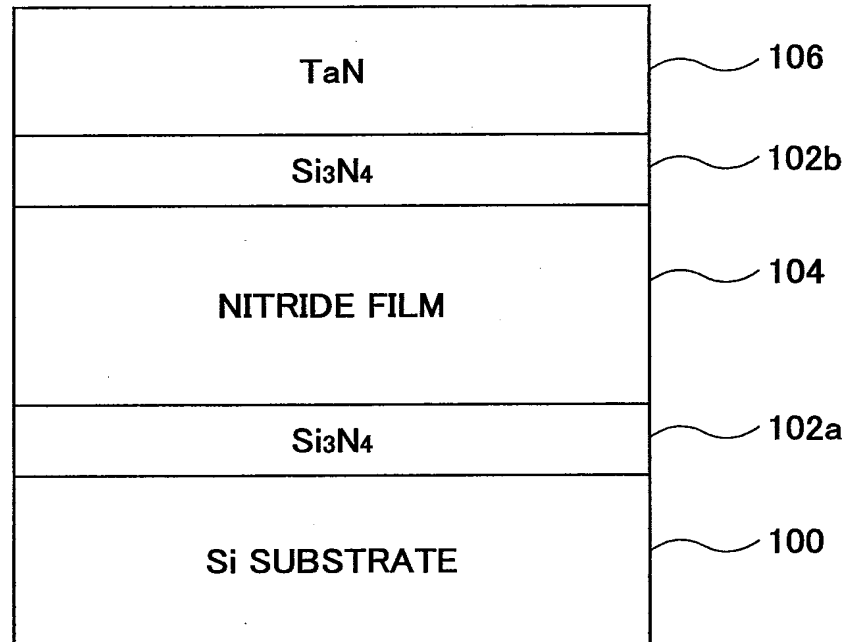 TaN 106
Si3N4 102b
NITRIDE FILM 104
Si3N4 102a
Si SUBSTRATE 100